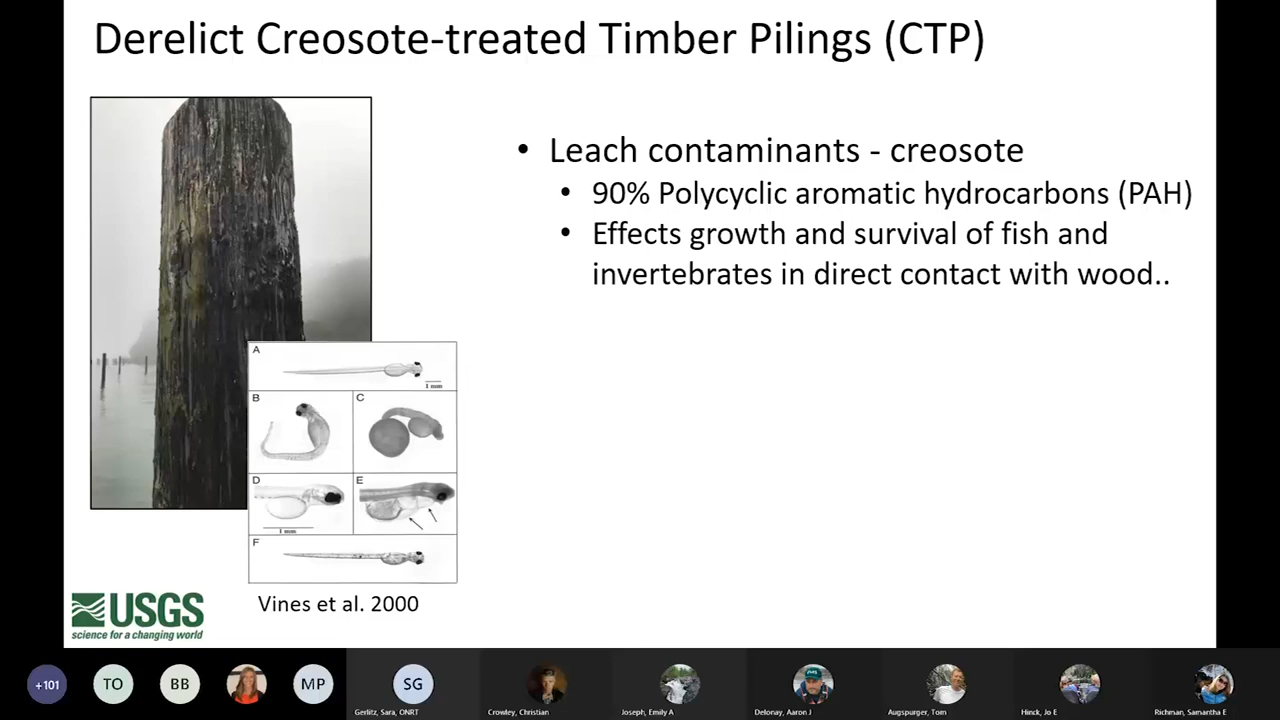 Derelict Creosote-treated Timber Pilings (CTP)
• Leach contaminants - creosote
• 90% Polycyclic aromatic hydrocarbons (PAH)
• Effects growth and survival of fish and
invertebrates in direct contact with wood..
A
1 mm
B
C
D
E
1 mm
F
Vines et al. 2000
USGS
science for a changing world
+101
TO
BB
MP
SG
Gerlitz, Sara, ONRT
Crowley, Christian
Joseph, Emily A
Delonay, Aaron J
Augspurger, Tom
Hinck, Jo E
Richman, Samantha E